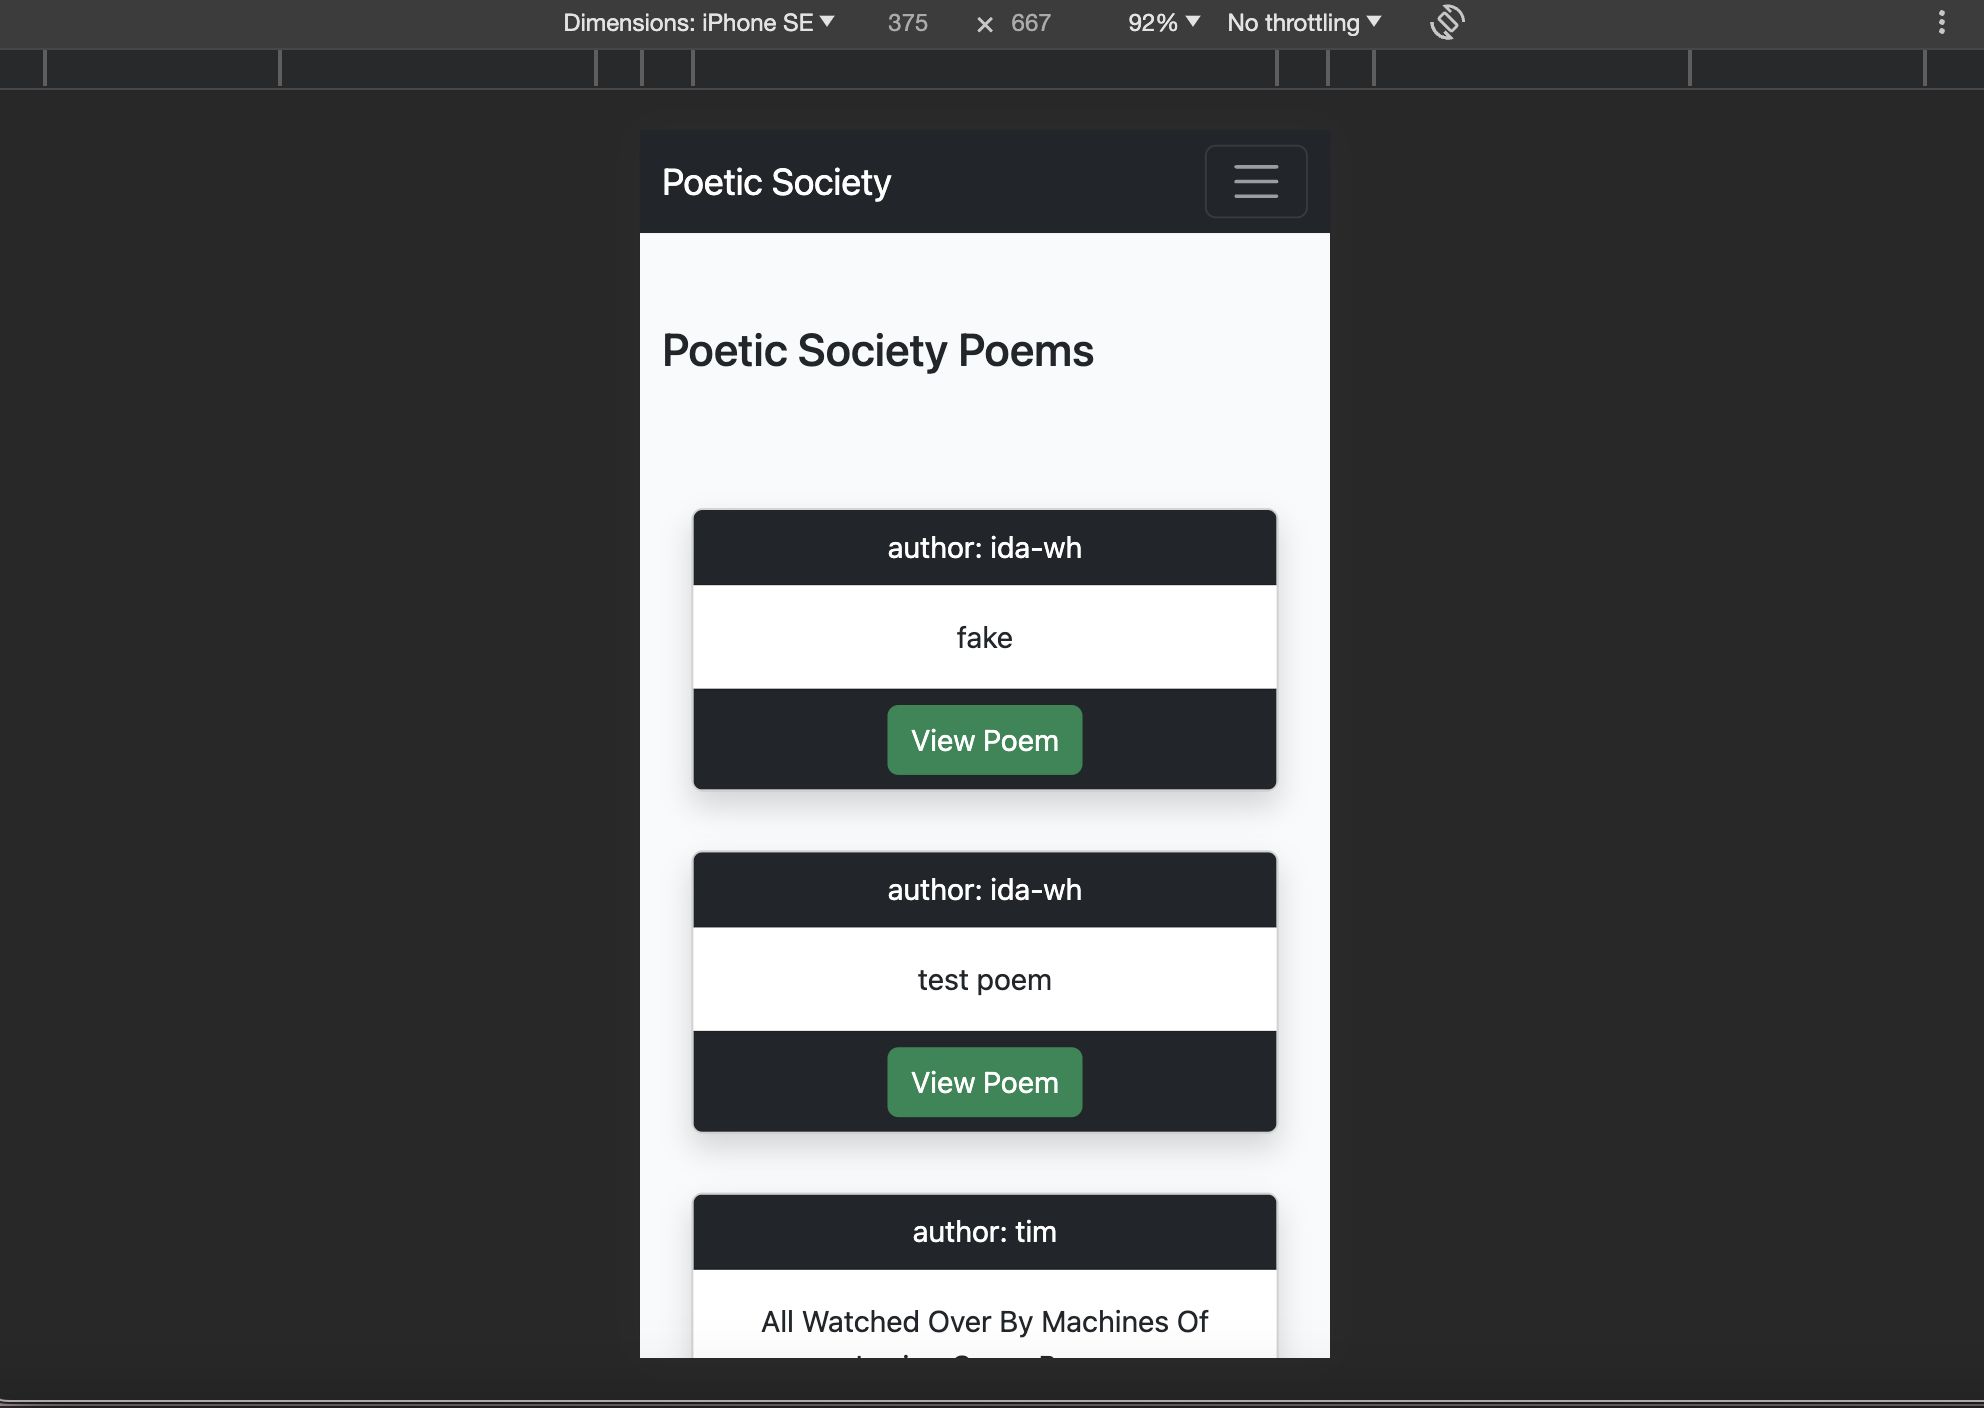 Dimensions: iPhone SE 375 × 667 92% No throttling
Poetic Society
Poetic Society Poems
author: ida-wh
fake
View Poem
author: ida-wh
test poem
View Poem
author: tim
All Watched Over By Machines Of